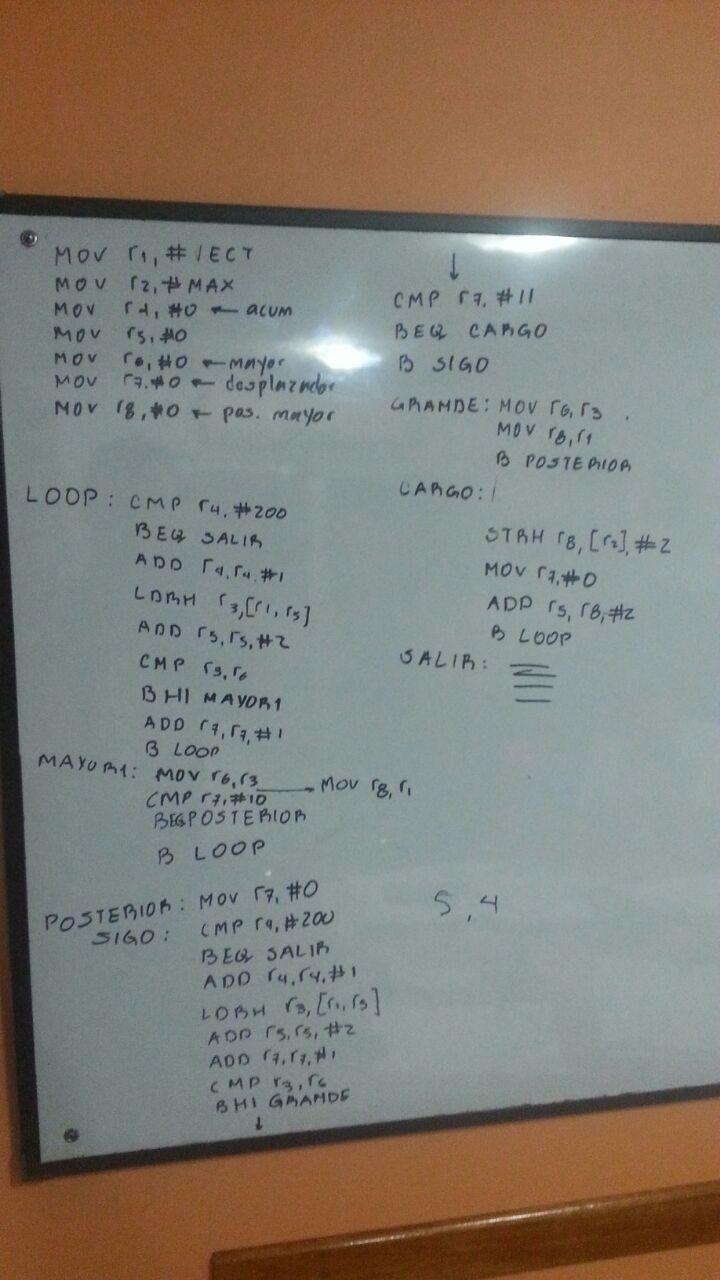 MOV r1, #VECT
MOV r2, #MAX
MOV r4, #0 ← acum
MOV r5, #0
MOV r6, #0 ← mayor
MOV r7, #0 ← desplazador
MOV r8, #0 ← pos. mayor
LOOP: CMP r4, #200
BEQ SALIR
ADD r4, r4, #1
LDRH r3, [r1, r5]
ADD r5, r5, #2
CMP r3, r6
BHI MAYOR1
ADD r7, r7, #1
B LOOP
MAYOR1: MOV r6, r3 → MOV r8, r1
CMP r7, #10
BEQ POSTERIOR
B LOOP
POSTERIOR: MOV r7, #0
SIGO: CMP r4, #200
BEQ SALIR
ADD r4, r4, #1
LDRH r3, [r1, r5]
ADD r5, r5, #2
ADD r7, r7, #1
CMP r3, r6
BHI GRANDE
↓
↓
CMP r7, #11
BEQ CARGO
B SIGO
GRANDE: MOV r6, r3
MOV r8, r1
B POSTERIOR
CARGO:
STRH r8, [r2], #2
MOV r7, #0
ADD r5, r8, #2
B LOOP
SALIR:
5, 4